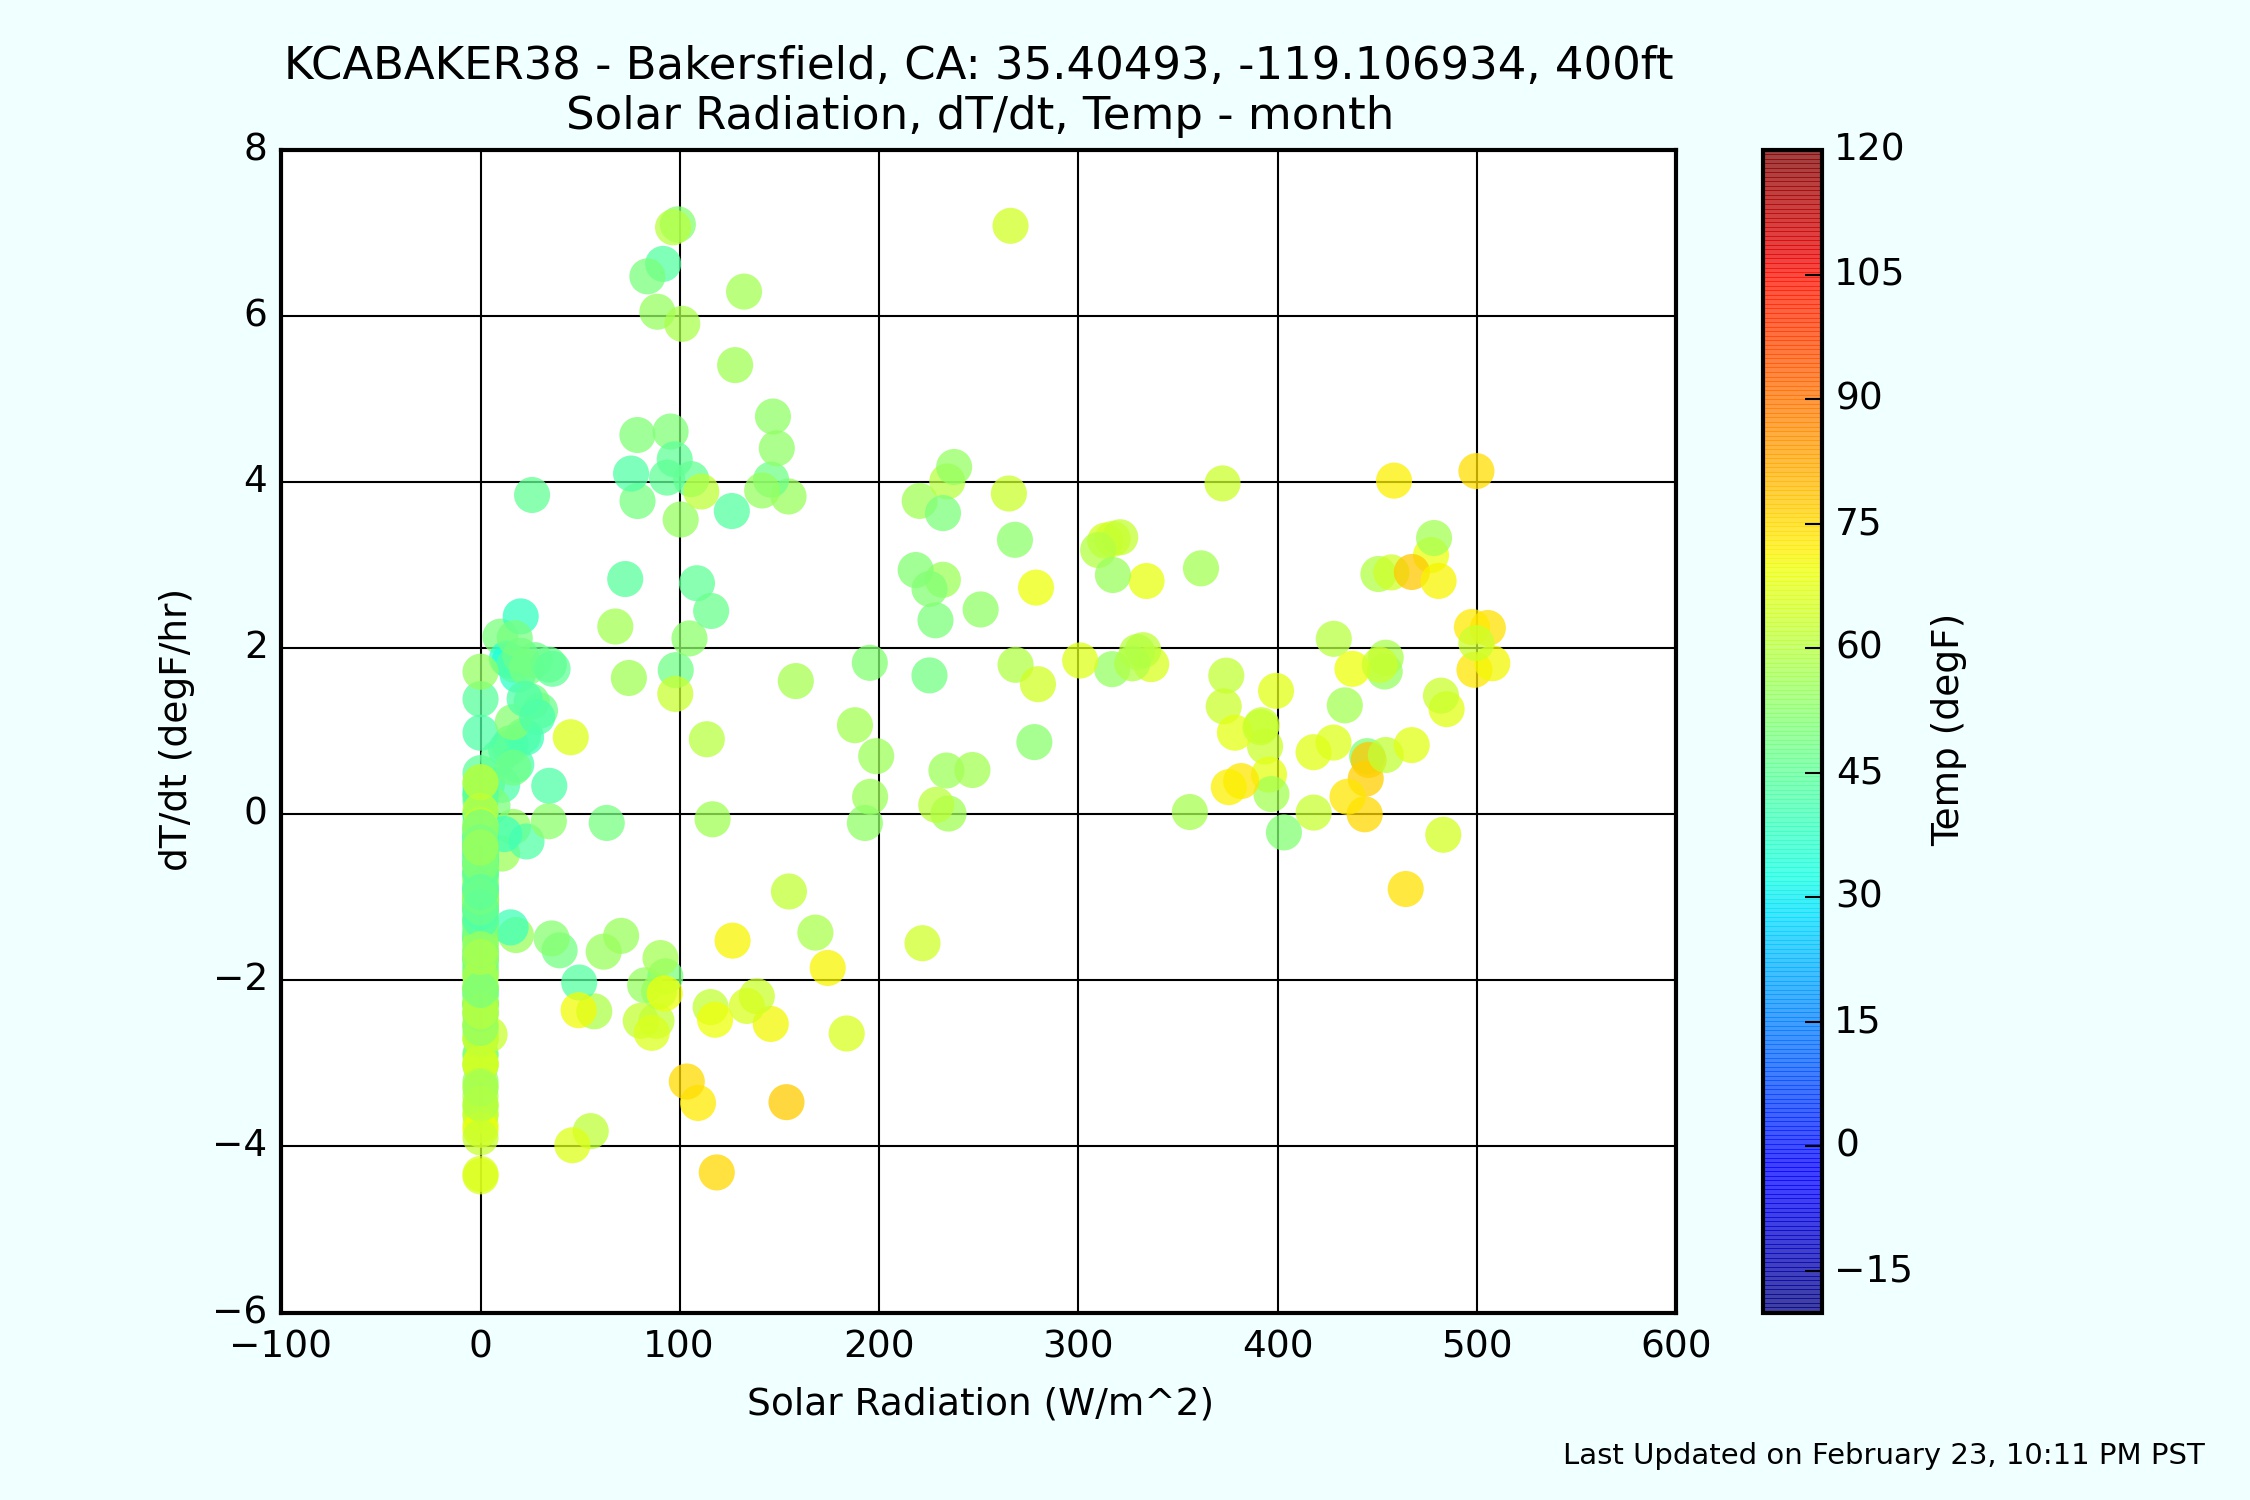 KCABAKER38 - Bakersfield, CA: 35.40493, -119.106934, 400ft
Solar Radiation, dT/dt, Temp - month
8
6
4
2
0
−2
−4
−6
dT/dt (degF/hr)
−100 0 100 200 300 400 500 600
Solar Radiation (W/m^2)
120
105
90
75
60
45
30
15
0
−15
Temp (degF)
Last Updated on February 23, 10:11 PM PST